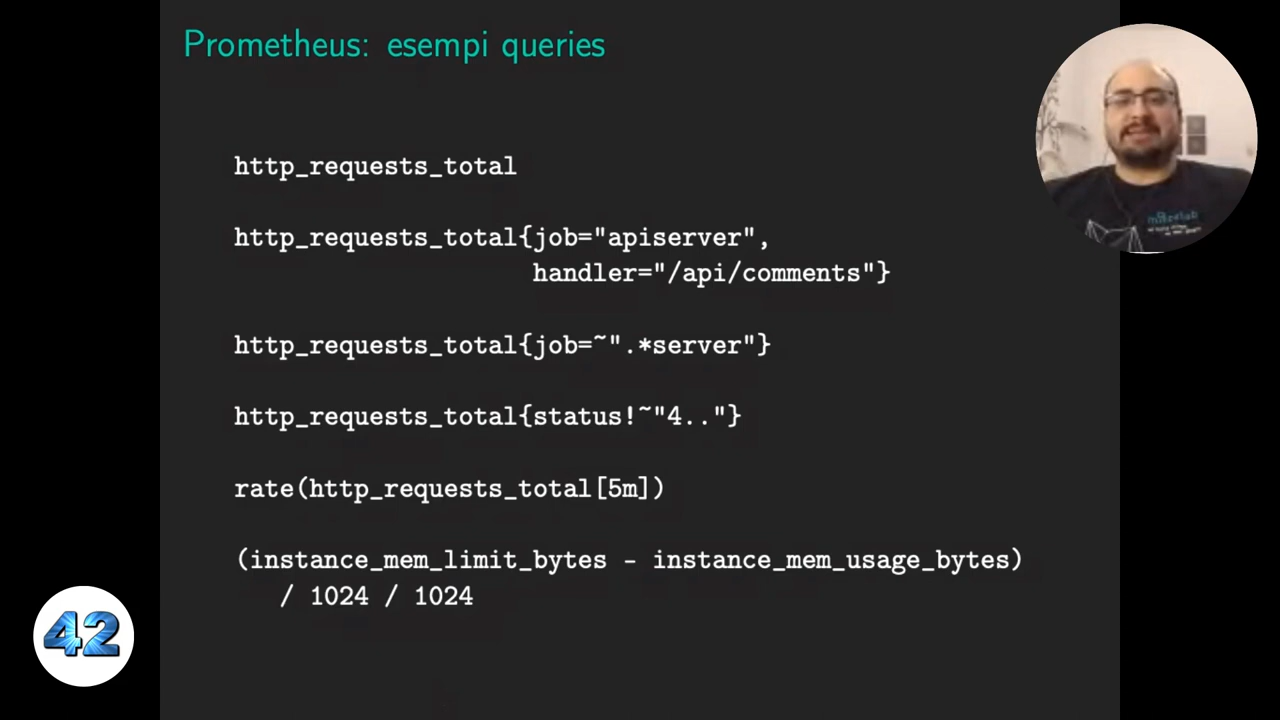 Prometheus: esempi queries
http_requests_total
http_requests_total{job="apiserver",
handler="/api/comments"}
http_requests_total{job=~".*server"}
http_requests_total{status!~"4.."}
rate(http_requests_total[5m])
(instance_mem_limit_bytes - instance_mem_usage_bytes)
/ 1024 / 1024
42